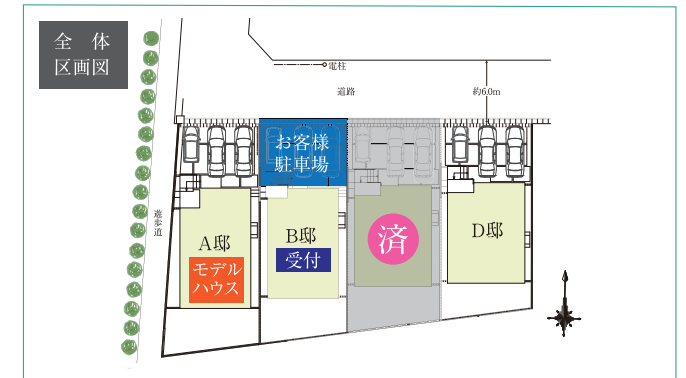 全体
区画図
電柱
道路
約6.0m
お客様
駐車場
遊歩道
A邸
モデル
ハウス
B邸
受付
済
D邸